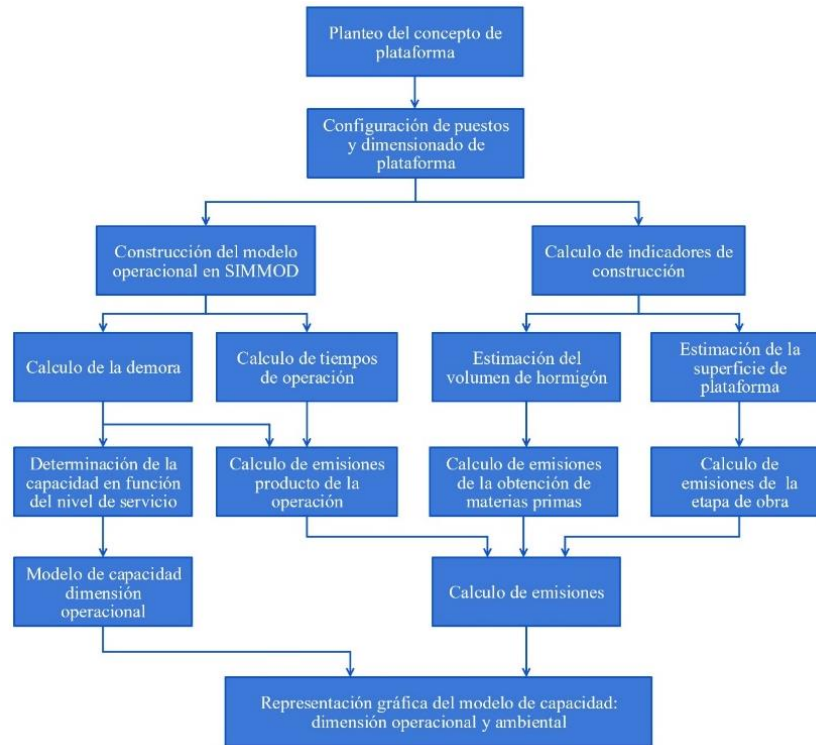 Planteo del concepto de
plataforma
Configuración de puestos
y dimensionado de
plataforma
Construcción del modelo
operacional en SIMMOD
Calculo de indicadores de
construcción
Calculo de la demora
Calculo de tiempos
de operación
Estimación del
volumen de hormigón
Estimación de la
superficie de
plataforma
Determinación de la
capacidad en función
del nivel de servicio
Calculo de emisiones
producto de la
operación
Calculo de emisiones
de la obtención de
materias primas
Calculo de
emisiones de la
etapa de obra
Modelo de capacidad
dimensión
operacional
Calculo de emisiones
Representación gráfica del modelo de capacidad:
dimensión operacional y ambiental